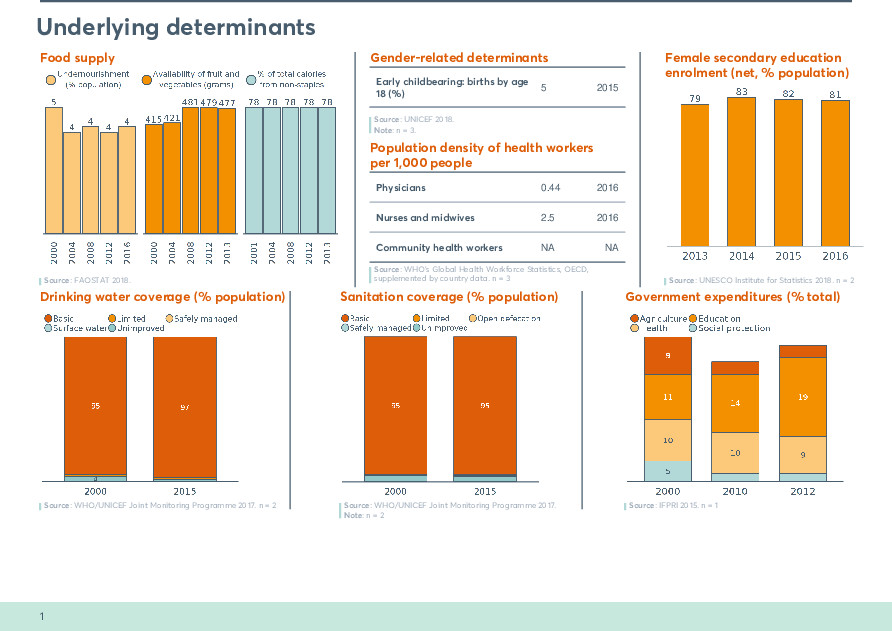 Underlying determinants
Food supply
Undernourishment (% population)
Availability of fruit and vegetables (grams)
% of total calories from non-staples
5 4 4 4 4
415 421 481 479 477
78 78 78 78 78
2000 2004 2008 2012 2016
2000 2004 2008 2012 2013
2001 2004 2008 2012 2013
Source: FAOSTAT 2018.
Gender-related determinants
Early childbearing: births by age 5 2015
18 (%)
Source: UNICEF 2018.
Note: n = 3.
Population density of health workers
per 1,000 people
Physicians 0.44 2016
Nurses and midwives 2.5 2016
Community health workers NA NA
Source: WHO's Global Health Workforce Statistics, OECD,
supplemented by country data. n = 3
Female secondary education
enrolment (net, % population)
79 83 82 81
2013 2014 2015 2016
Source: UNESCO Institute for Statistics 2018. n = 2
Drinking water coverage (% population)
Basic Limited Safely managed
Surface water Unimproved
95 97
4
2000 2015
Source: WHO/UNICEF Joint Monitoring Programme 2017. n = 2
Sanitation coverage (% population)
Basic Limited Open defecation
Safely managed Unimproved
95 95
2000 2015
Source: WHO/UNICEF Joint Monitoring Programme 2017.
Note: n = 2
Government expenditures (% total)
Agriculture Education
Health Social protection
9
11 14 19
10 10 9
5
2000 2010 2012
Source: IFPRI 2015. n = 1
1